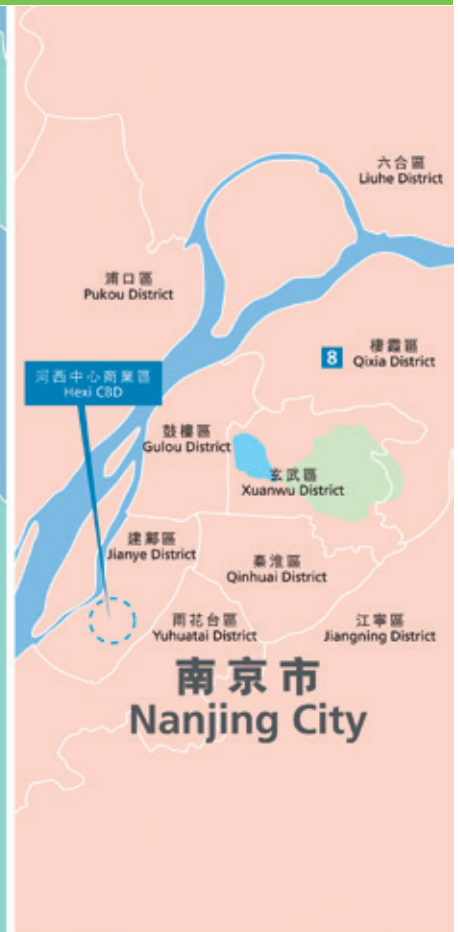 六合區
Liuhe District
浦口區
Pukou District
8
棲霞區
Qixia District
河西中心商業區
Hexi CBD
鼓樓區
Gulou District
玄武區
Xuanwu District
建鄴區
Jianye District
秦淮區
Qinhuai District
雨花台區
Yuhuatai District
江寧區
Jiangning District
南京市
Nanjing City